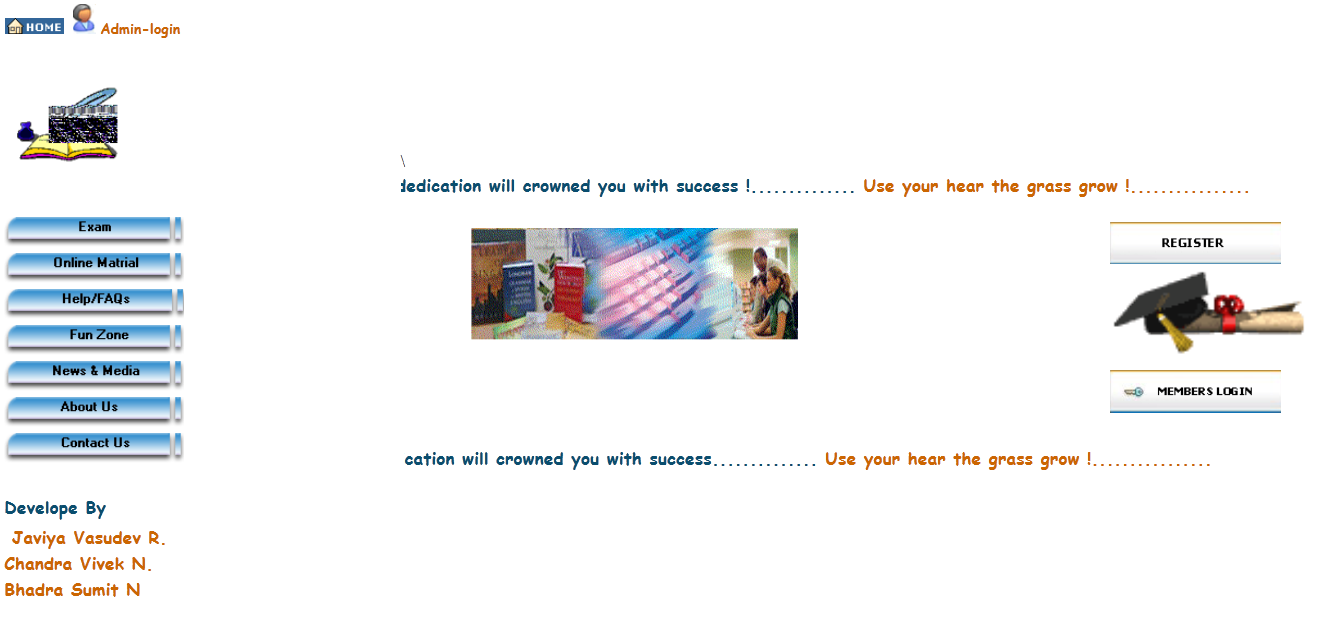 HOME Admin-login
\
dedication will crowned you with success !.............. Use your hear the grass grow !................
Exam
Online Matrial
Help/FAQs
Fun Zone
News & Media
About Us
Contact Us
REGISTER
MEMBERS LOGIN
cation will crowned you with success.............. Use your hear the grass grow !................
Develope By
Javiya Vasudev R.
Chandra Vivek N.
Bhadra Sumit N